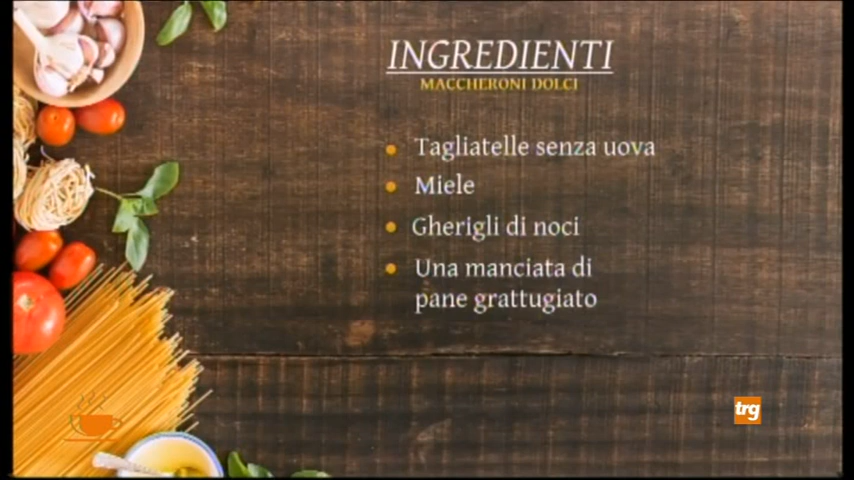 INGREDIENTI
MACCHERONI DOLCI
Tagliatelle senza uova
Miele
Gherigli di noci
Una manciata di
pane grattugiato
trg